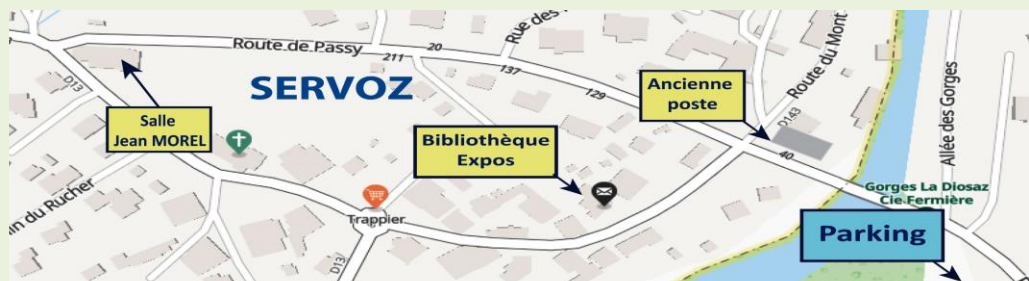 Route de Passy
20
211
Rue des
137
129
SERVOZ
D13
Salle
Jean MOREL
Bibliothèque
Expos
Ancienne
poste
Route du Mont
D143
40
Allée des Gorges
in du Rucher
Trappier
D13
Gorges La Diosaz
Cie Fermière
Parking